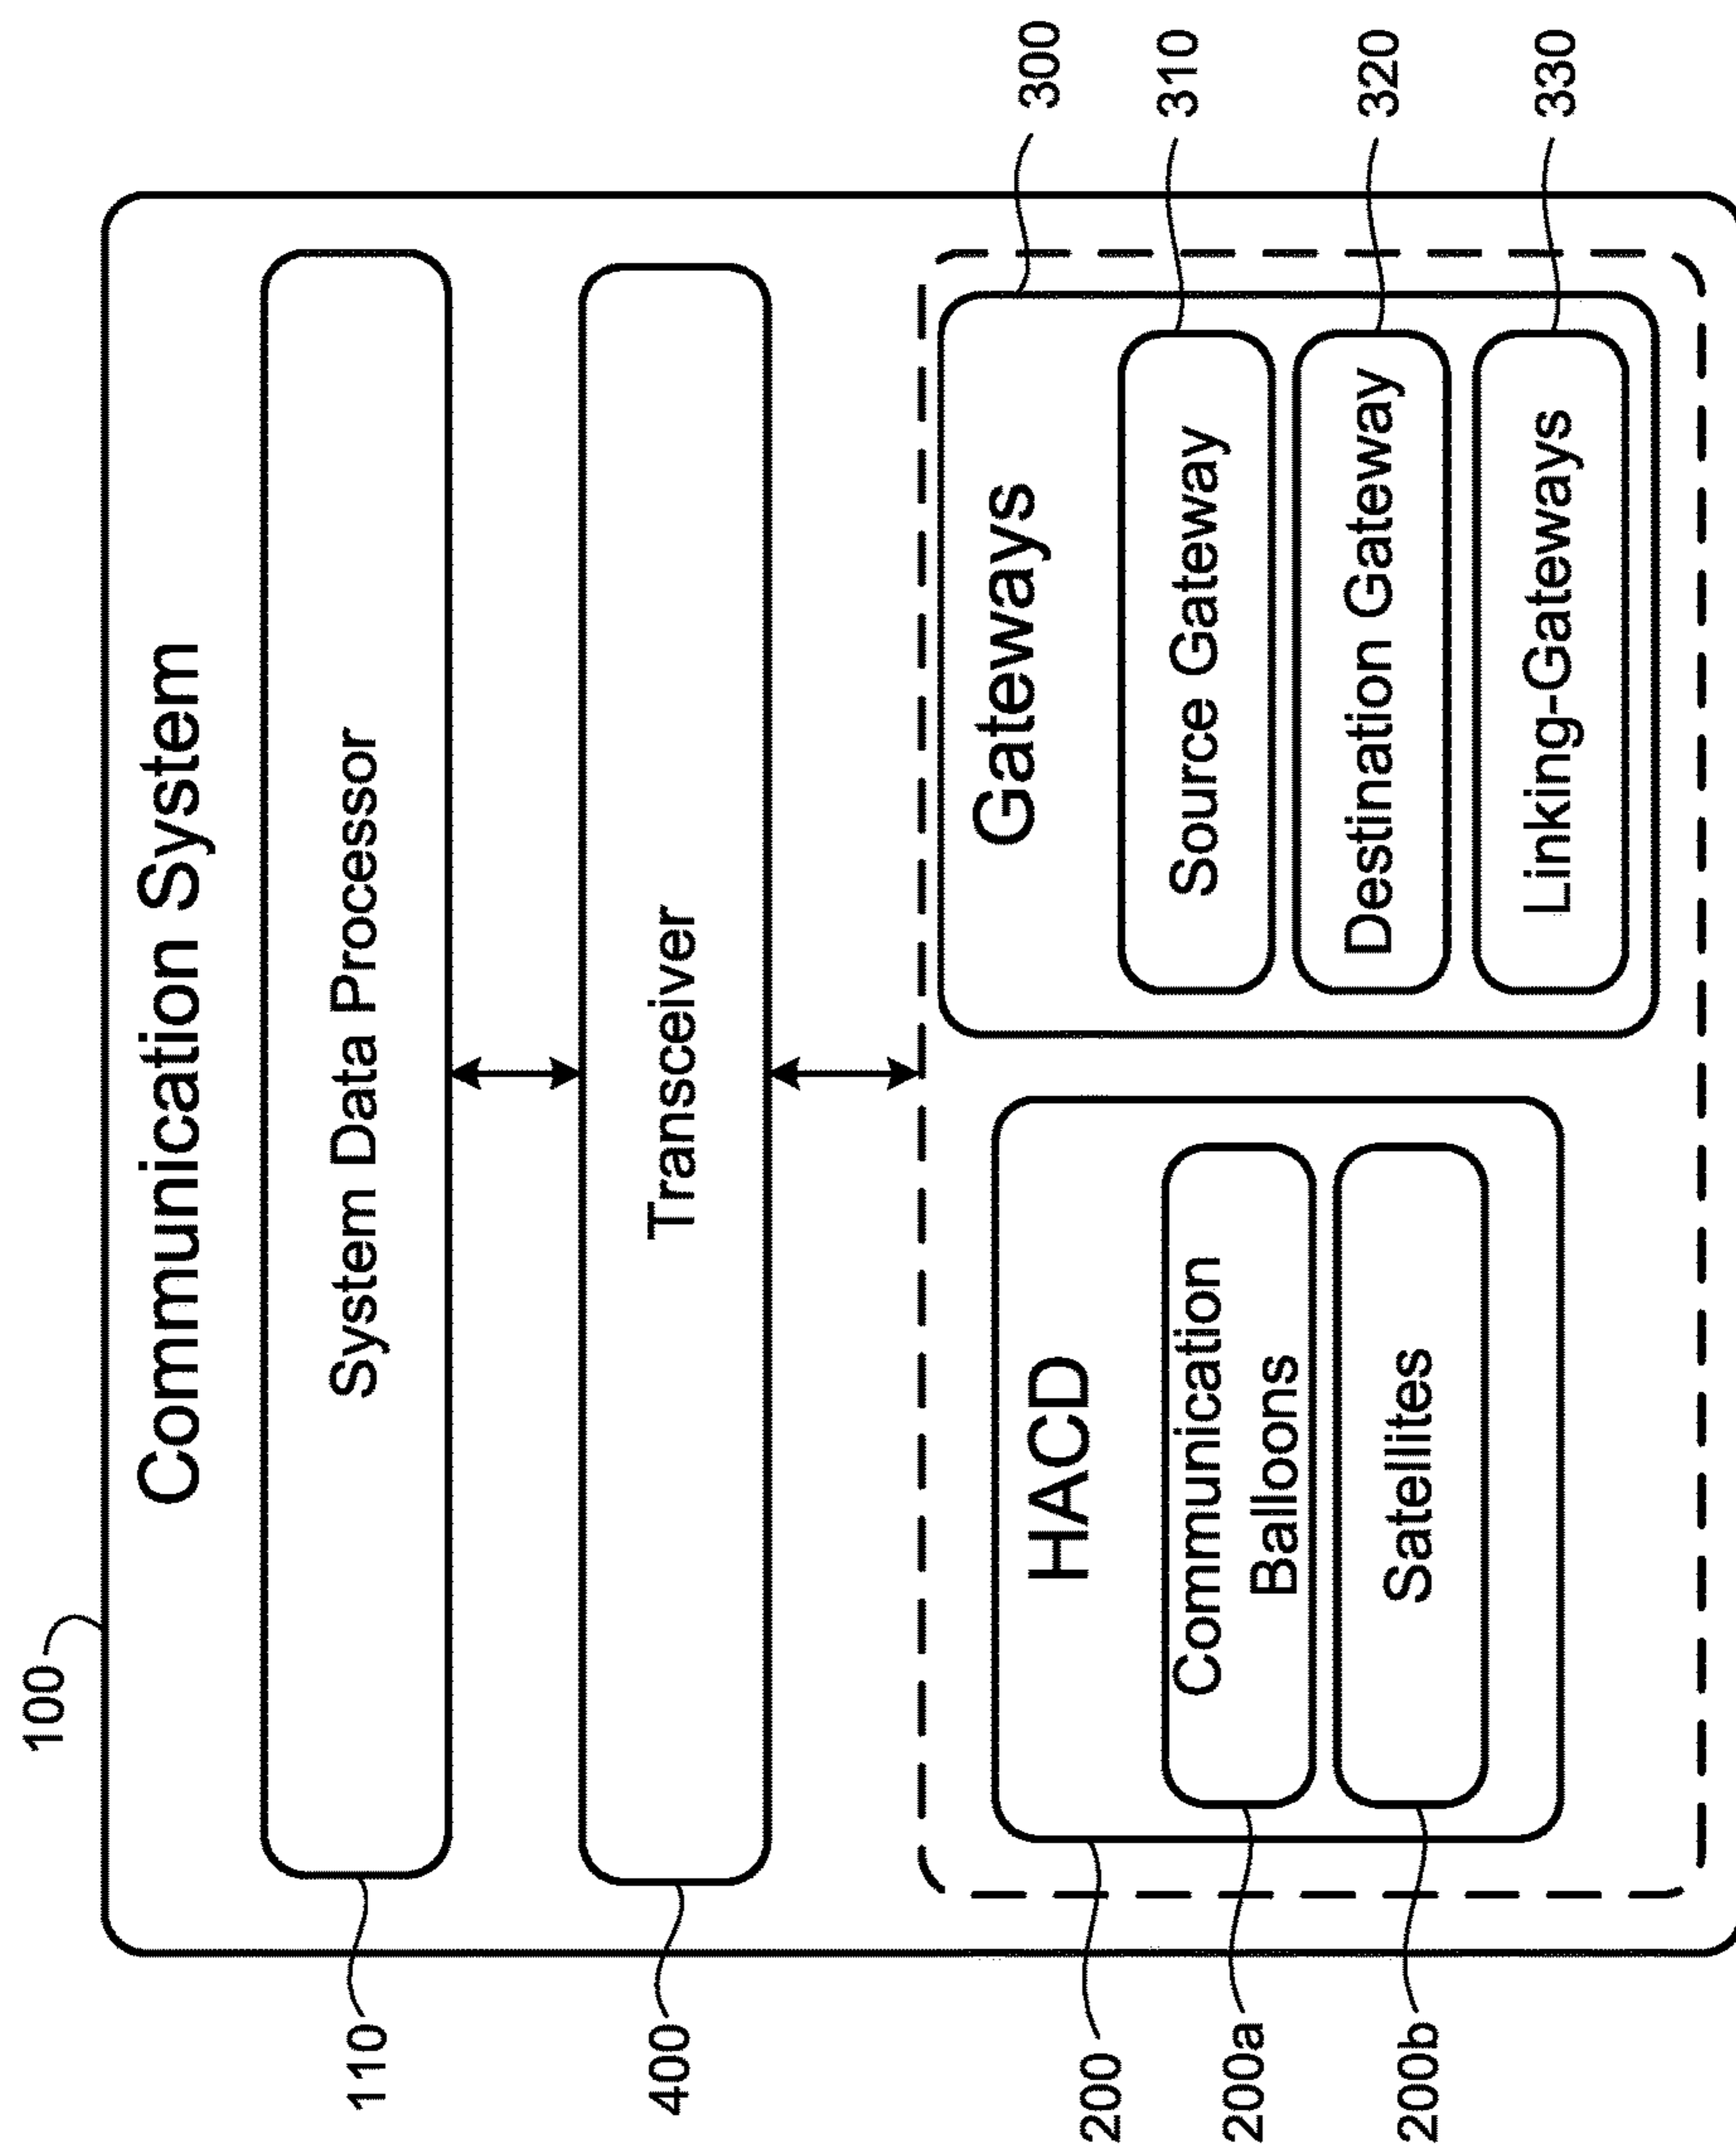 100
Communication System
System Data Processor
110
Transceiver
400
HACD
200
Communication
Balloons
200a
Satellites
200b
Gateways
300
Source Gateway
310
Destination Gateway
320
Linking-Gateways
330